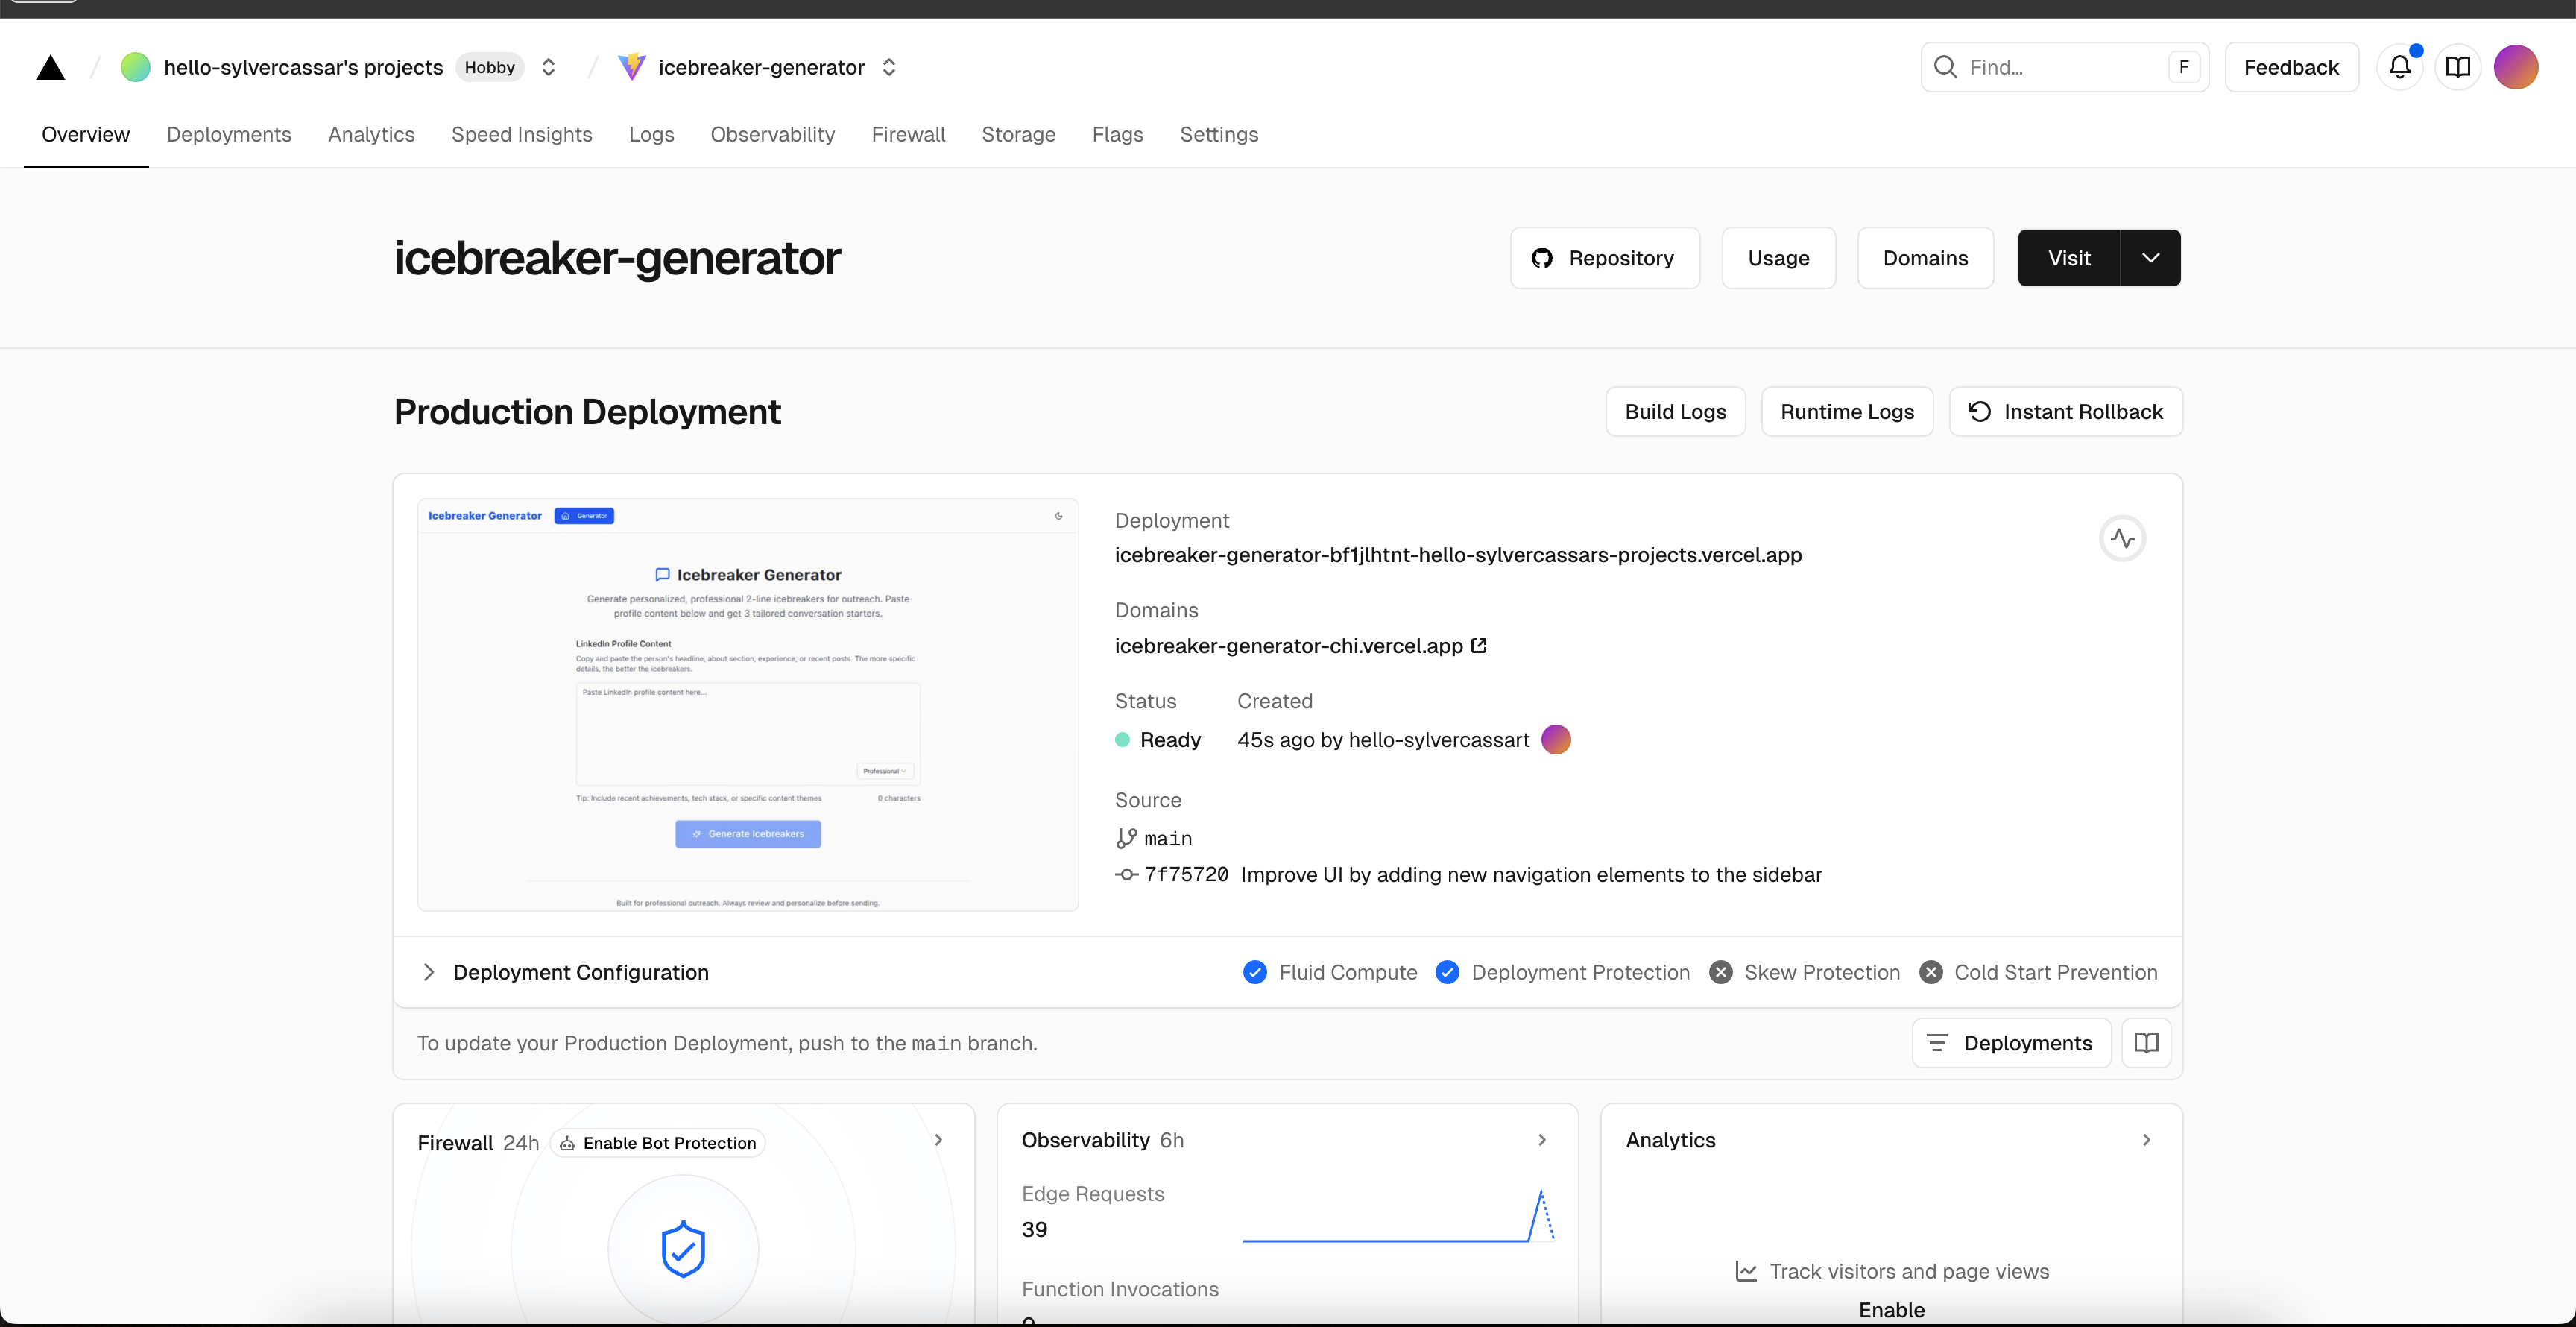 hello-sylvercassar's projects Hobby icebreaker-generator
Find... F Feedback
Overview Deployments Analytics Speed Insights Logs Observability Firewall Storage Flags Settings
icebreaker-generator
Repository Usage Domains Visit
Production Deployment
Build Logs Runtime Logs Instant Rollback
Icebreaker Generator Generator
Icebreaker Generator
Generate personalized, professional 2-line icebreakers for outreach. Paste
profile content below and get 3 tailored conversation starters.
LinkedIn Profile Content
Copy and paste the person's headline, about section, experience, or recent posts. The more specific
details, the better the icebreakers.
Paste LinkedIn profile content here...
Professional
Tip: Include recent achievements, tech stack, or specific content themes 0 characters
Generate Icebreakers
Built for professional outreach. Always review and personalize before sending.
Deployment
icebreaker-generator-bf1jlhtnt-hello-sylvercassars-projects.vercel.app
Domains
icebreaker-generator-chi.vercel.app
Status Created
Ready 45s ago by hello-sylvercassart
Source
main
7f75720 Improve UI by adding new navigation elements to the sidebar
Deployment Configuration
Fluid Compute Deployment Protection Skew Protection Cold Start Prevention
To update your Production Deployment, push to the main branch.
Deployments
Firewall 24h Enable Bot Protection
Observability 6h
Edge Requests
39
Function Invocations
Analytics
Track visitors and page views
Enable